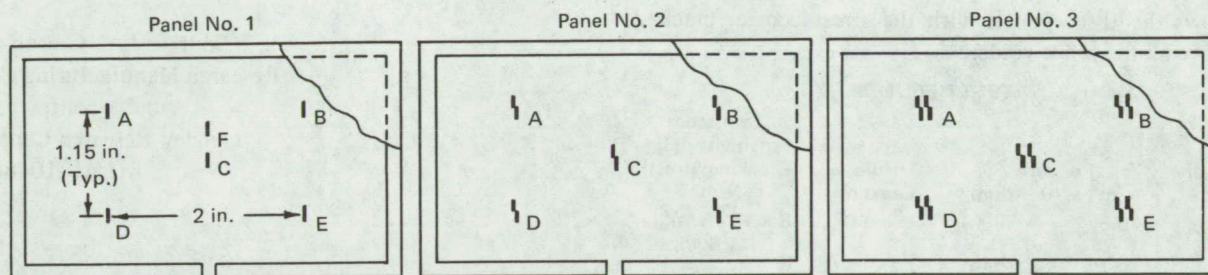 Panel No. 1
A
B
F
C
1.15 in.
(Typ.)
D
2 in.
E
Panel No. 2
A
B
C
D
E
Panel No. 3
A
B
C
D
E